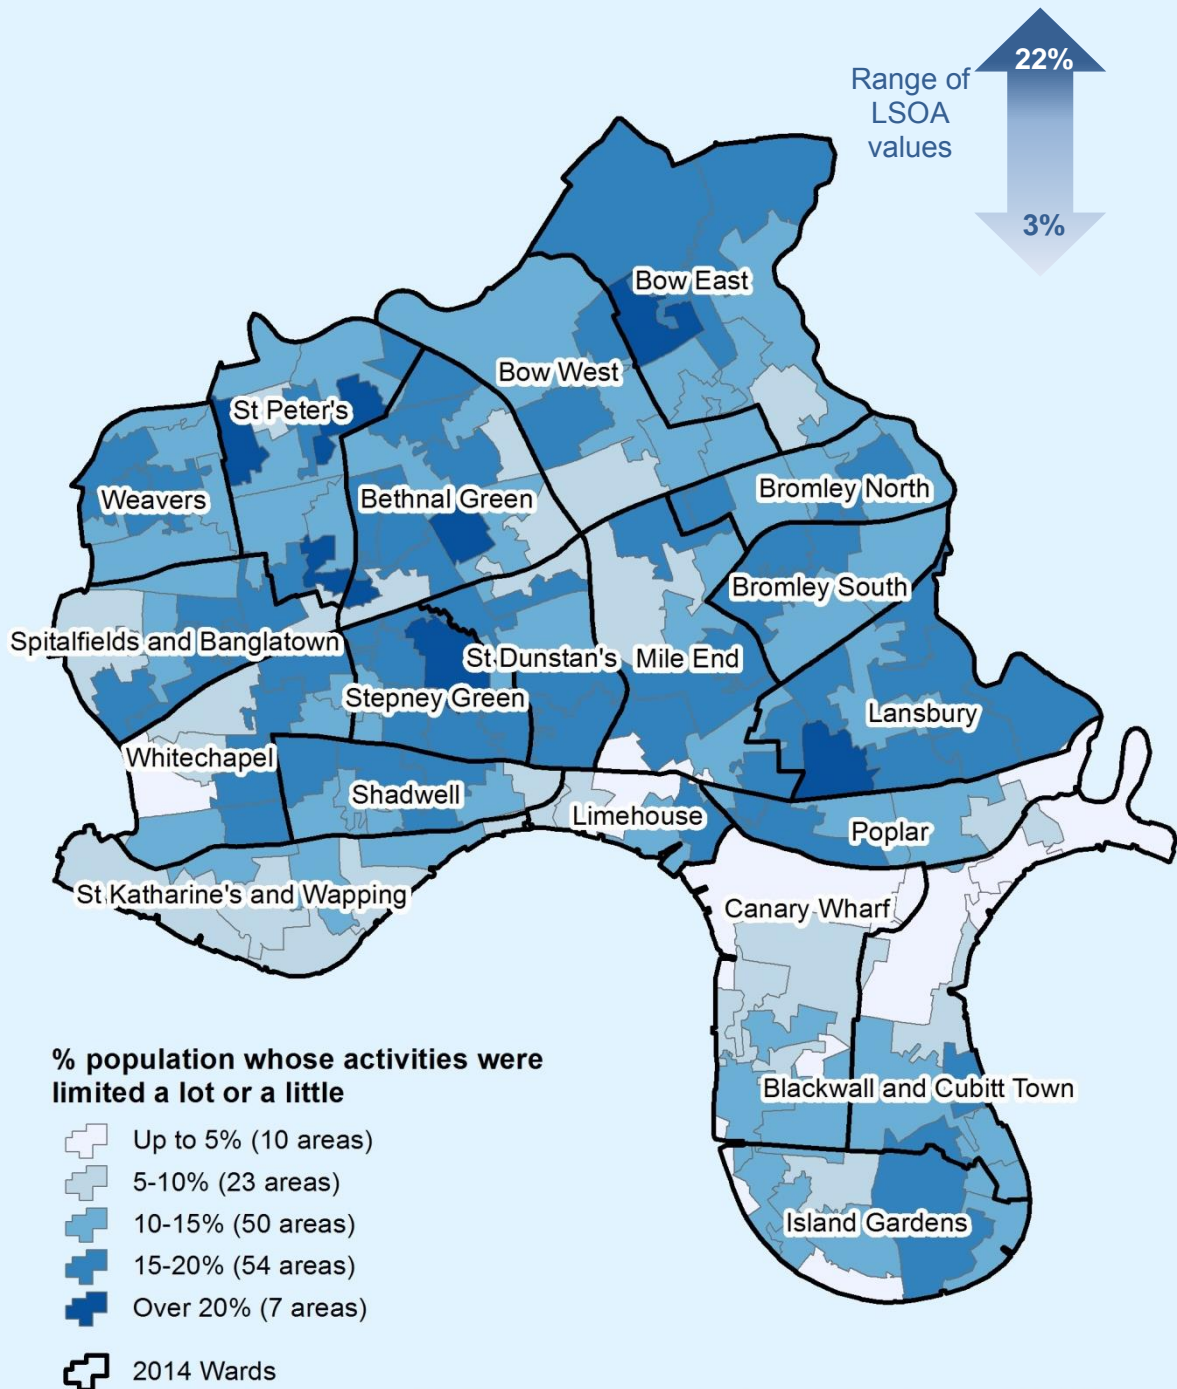 22%
Range of
LSOA
values
3%
Bow East
Bow West
St Peter's
Weavers
Bethnal Green
Bromley North
Bromley South
Spitalfields and Banglatown
St Dunstan's
Mile End
Stepney Green
Lansbury
Whitechapel
Shadwell
Limehouse
Poplar
St Katharine's and Wapping
Canary Wharf
Blackwall and Cubitt Town
Island Gardens
% population whose activities were
limited a lot or a little
Up to 5% (10 areas)
5-10% (23 areas)
10-15% (50 areas)
15-20% (54 areas)
Over 20% (7 areas)
2014 Wards